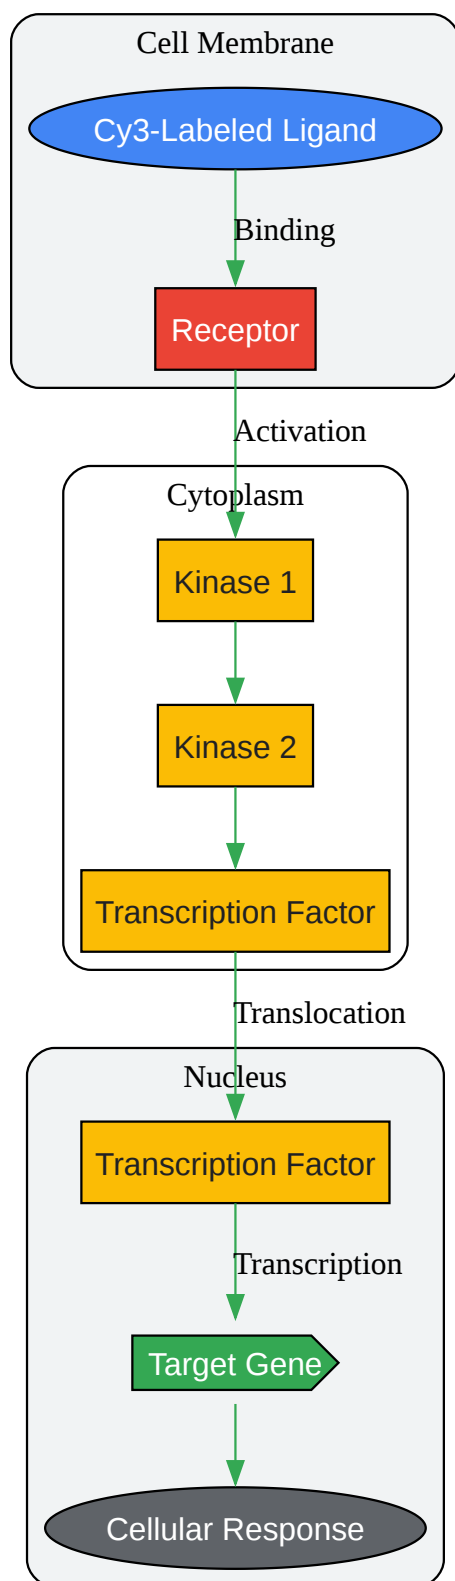 Cell Membrane
Cy3-Labeled Ligand
Binding
Receptor
Activation
Cytoplasm
Kinase 1
Kinase 2
Transcription Factor
Translocation
Nucleus
Transcription Factor
Transcription
Target Gene
Cellular Response